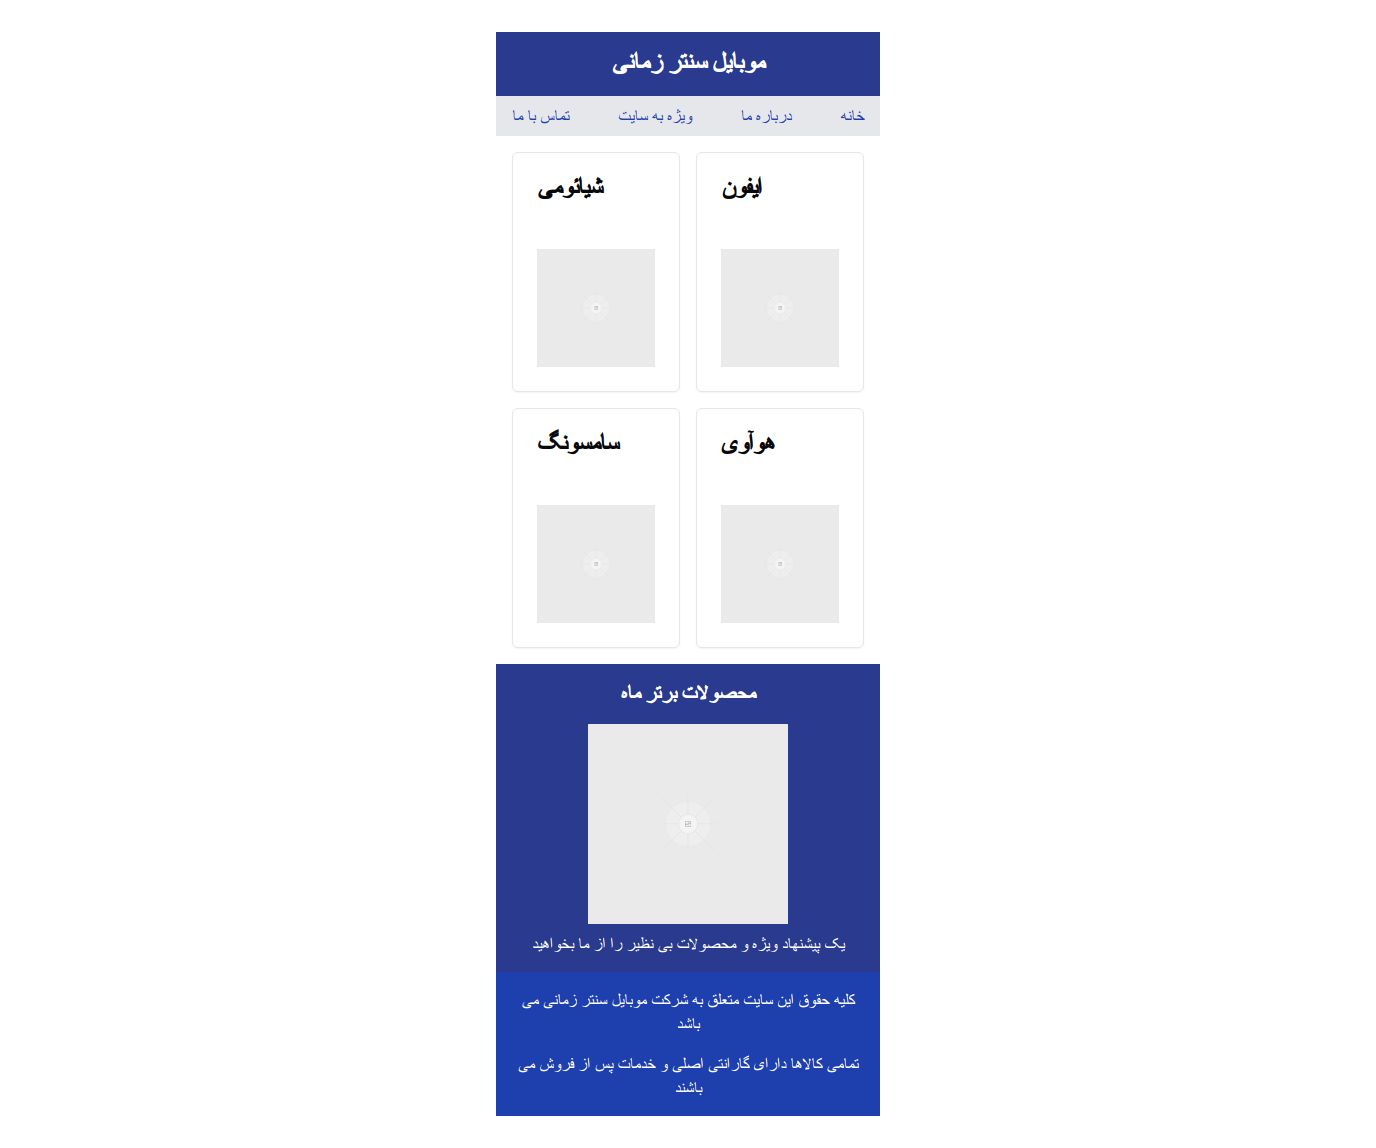 موبایل سنتر زمانی
خانه
درباره ما
ویژه به سایت
تماس با ما
ایفون
شیائومی
هوآوی
سامسونگ
محصولات برتر ماه
یک پیشنهاد ویژه و محصولات بی نظیر را از ما بخواهید
کلیه حقوق این سایت متعلق به شرکت موبایل سنتر زمانی می
باشد
تمامی کالاها دارای گارانتی اصلی و خدمات پس از فروش می
باشند